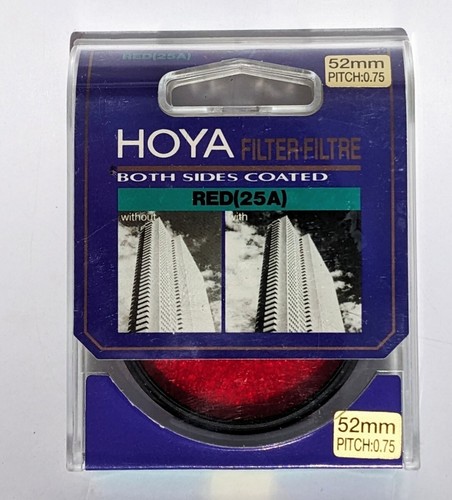 RED(25A)
52mm
PITCH:0.75
HOYA FILTER·FILTRE
BOTH SIDES COATED
RED(25A)
without
with
52mm
PITCH:0.75